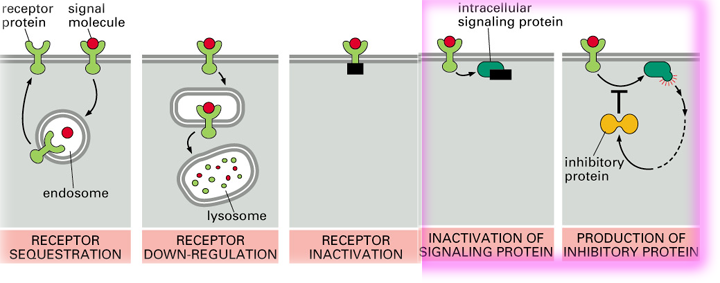 receptor
protein
signal
molecule
endosome
RECEPTOR
SEQUESTRATION
lysosome
RECEPTOR
DOWN-REGULATION
RECEPTOR
INACTIVATION
intracellular
signaling protein
INACTIVATION OF
SIGNALING PROTEIN
inhibitory
protein
PRODUCTION OF
INHIBITORY PROTEIN